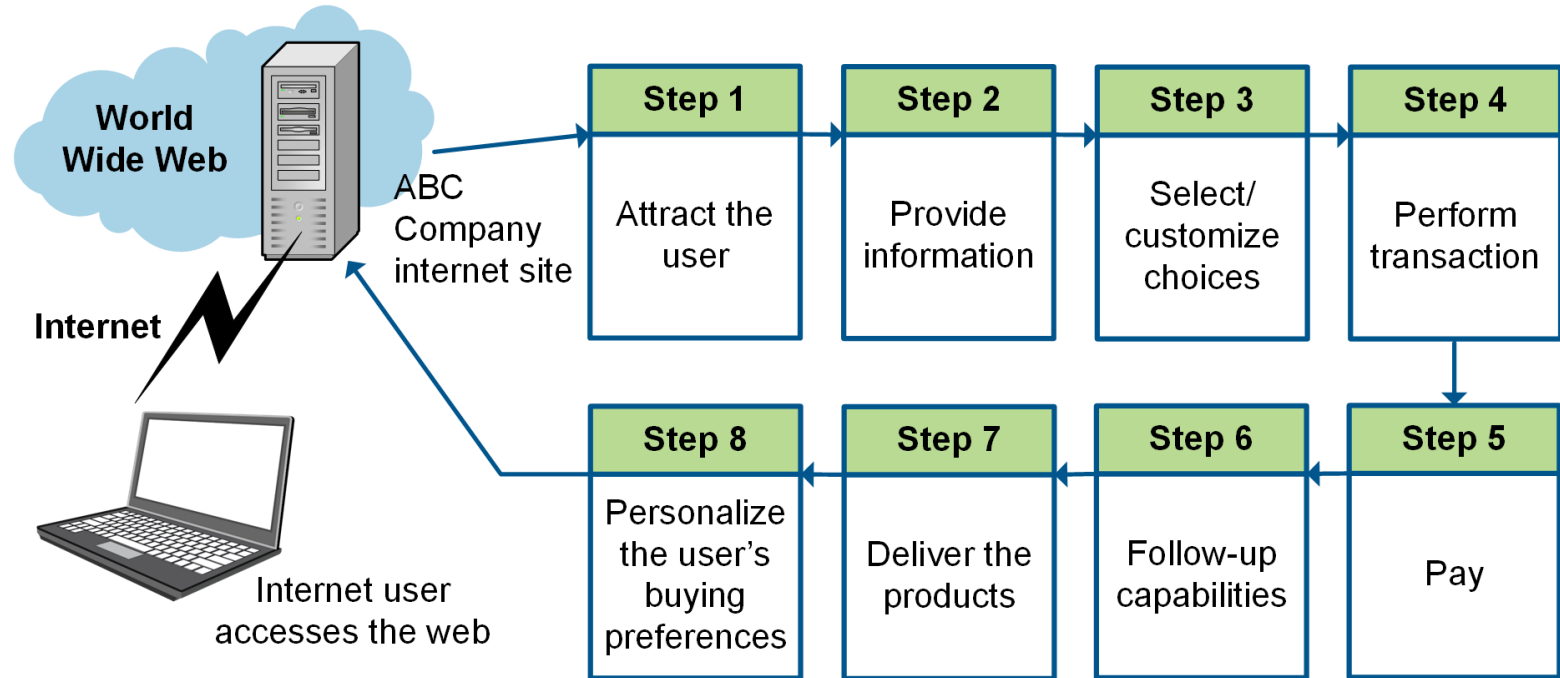 World
Wide Web
ABC
Company
internet site
Internet
Internet user
accesses the web
Step 1
Attract the
user
Step 2
Provide
information
Step 3
Select/
customize
choices
Step 4
Perform
transaction
Step 5
Pay
Step 6
Follow-up
capabilities
Step 7
Deliver the
products
Step 8
Personalize
the user’s
buying
preferences